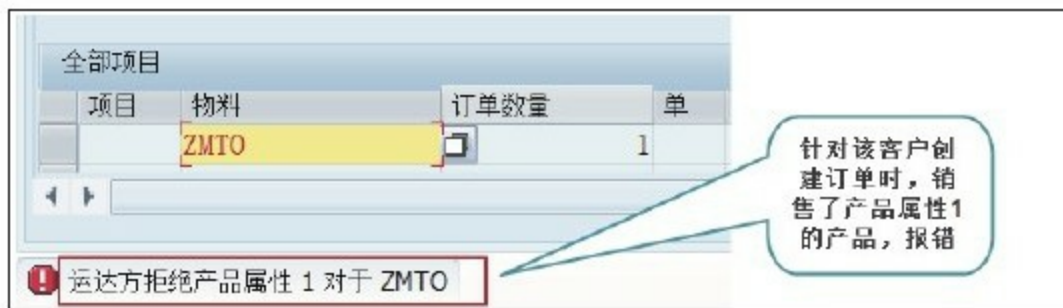 全部项目
项目 物料 订单数量 单
ZMTO 1
针对该客户创
建订单时，销
售了产品属性1
的产品，报错
运达方拒绝产品属性 1 对于 ZMTO